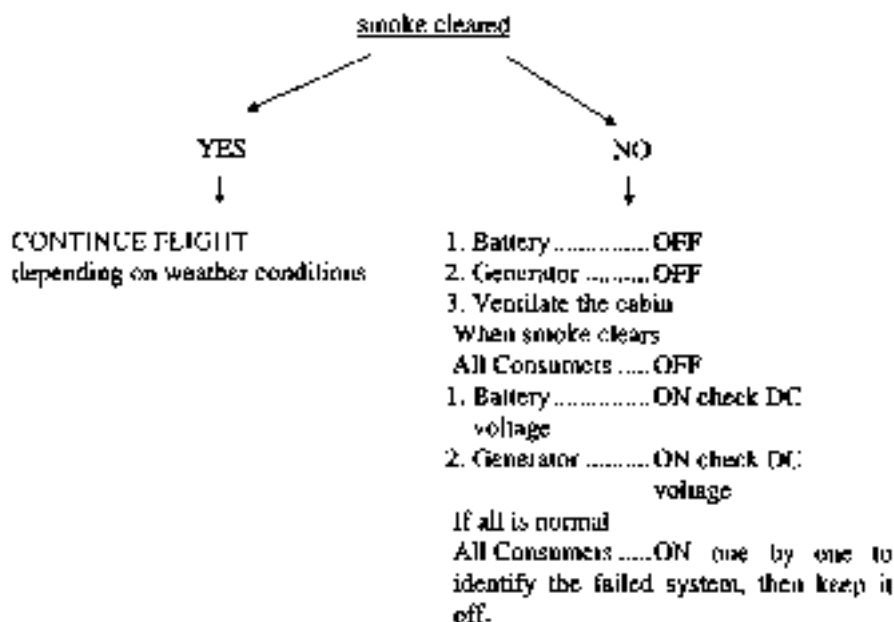 smoke cleared
YES
NO
CONTINUE FLIGHT
depending on weather conditions
1. Battery ............... OFF
2. Generator .......... OFF
3. Ventilate the cabin
When smoke clears
All Consumers ..... OFF
1. Battery ............... ON check DC
voltage
2. Generator .......... ON check DC
voltage
If all is normal
All Consumers ..... ON one by one to
identify the failed system, then keep it
off.